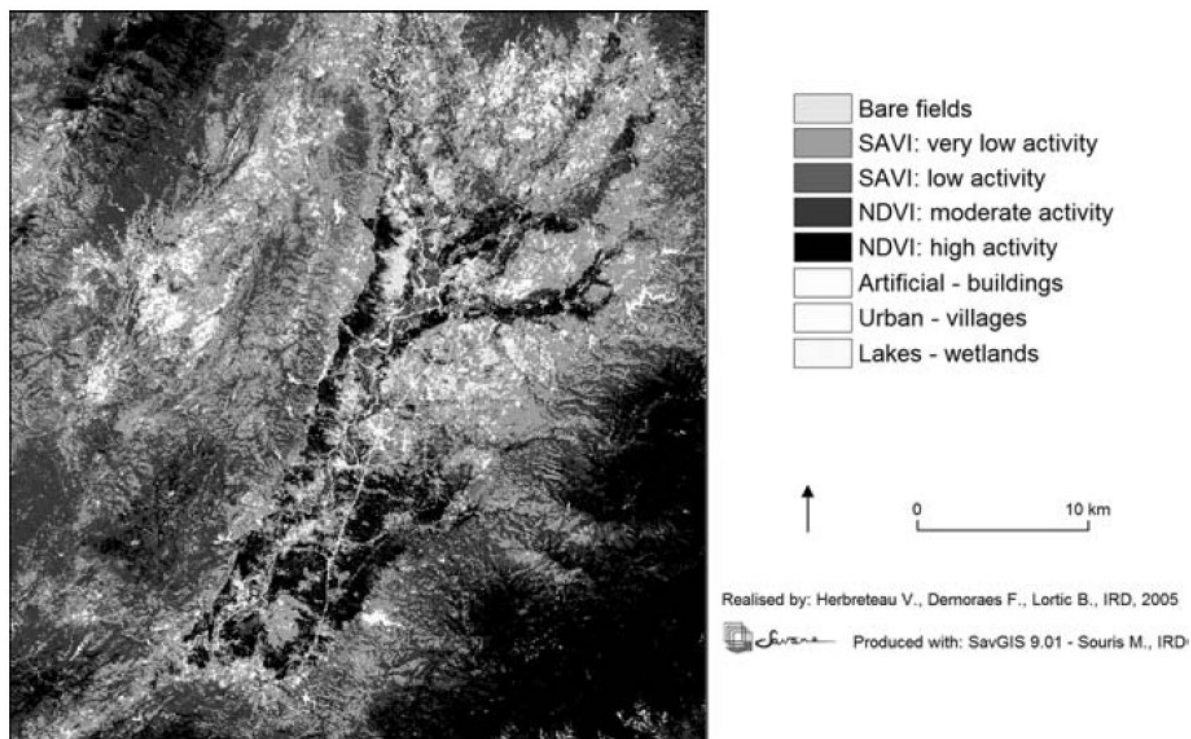 Bare fields
SAVI: very low activity
SAVI: low activity
NDVI: moderate activity
NDVI: high activity
Artificial - buildings
Urban - villages
Lakes - wetlands
0 10 km
Realised by: Herbreteau V., Demoraes F., Lortic B., IRD, 2005
Savane Produced with: SavGIS 9.01 - Souris M., IRD